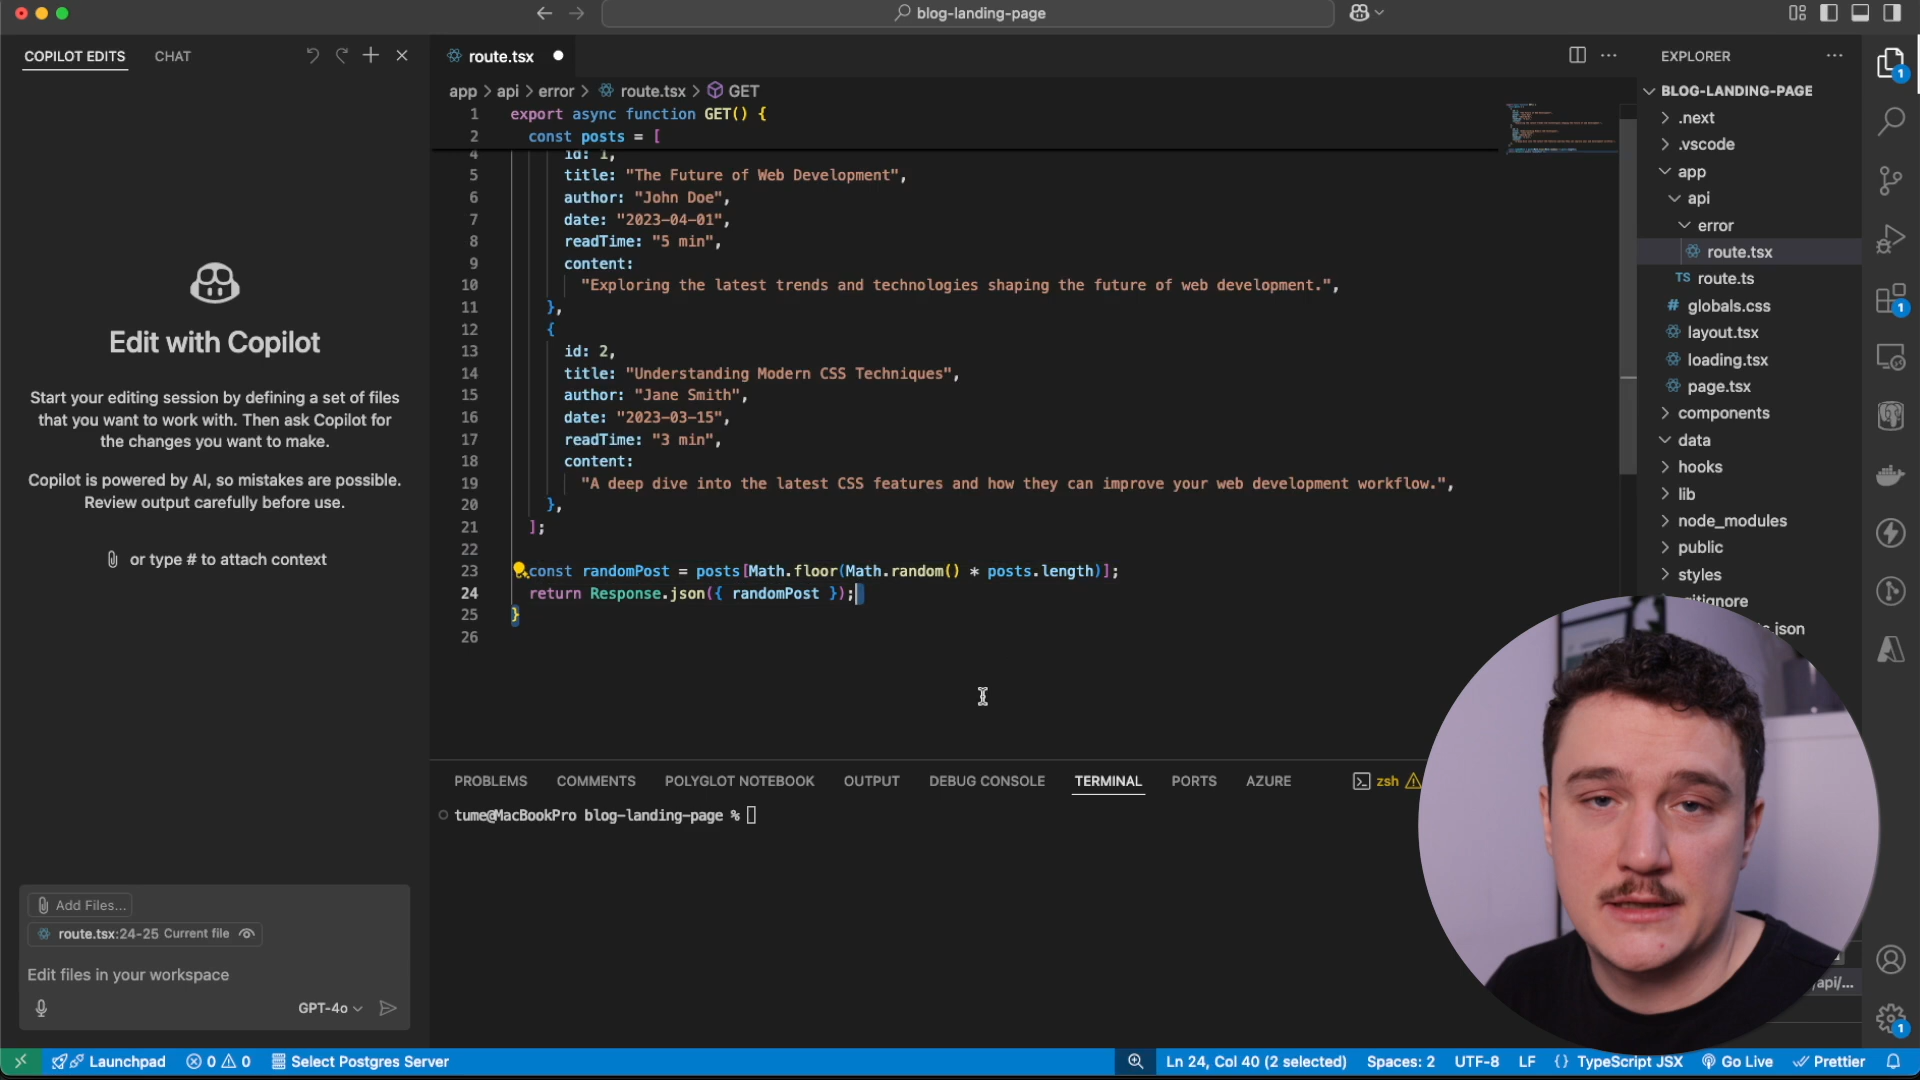 blog-landing-page
COPILOT EDITS
CHAT
route.tsx
EXPLORER
app > api > error > route.tsx > GET
BLOG-LANDING-PAGE
1 export async function GET() {
2 const posts = [
4 id: 1,
5 title: "The Future of Web Development",
6 author: "John Doe",
7 date: "2023-04-01",
8 readTime: "5 min",
9 content:
10 "Exploring the latest trends and technologies shaping the future of web development.",
11 },
12 {
13 id: 2,
14 title: "Understanding Modern CSS Techniques",
15 author: "Jane Smith",
16 date: "2023-03-15",
17 readTime: "3 min",
18 content:
19 "A deep dive into the latest CSS features and how they can improve your web development workflow.",
20 },
21 ];
22
23 const randomPost = posts[Math.floor(Math.random() * posts.length)];
24 return Response.json({ randomPost });
25 }
26
.next
.vscode
app
api
error
route.tsx
TS route.ts
# globals.css
layout.tsx
loading.tsx
page.tsx
components
data
hooks
lib
node_modules
public
styles
.gitignore
.json
1
1
Edit with Copilot
Start your editing session by defining a set of files
that you want to work with. Then ask Copilot for
the changes you want to make.
Copilot is powered by AI, so mistakes are possible.
Review output carefully before use.
or type # to attach context
PROBLEMS
COMMENTS
POLYGLOT NOTEBOOK
OUTPUT
DEBUG CONSOLE
TERMINAL
PORTS
AZURE
zsh
tume@MacBookPro blog-landing-page %
Add Files...
route.tsx:24-25 Current file
Edit files in your workspace
GPT-4o
/api/...
1
Launchpad
0
0
Select Postgres Server
Ln 24, Col 40 (2 selected)
Spaces: 2
UTF-8
LF
{} TypeScript JSX
Go Live
Prettier